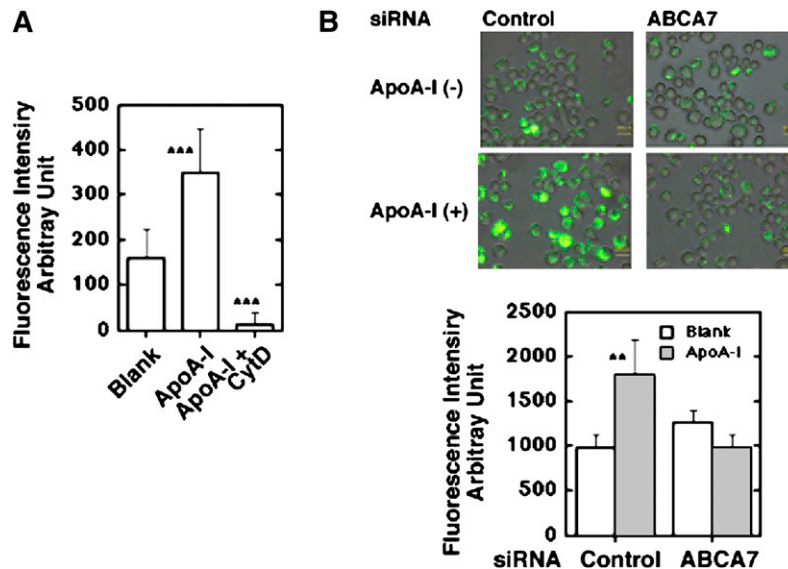 A
Fluorescence Intensiry
Arbitray Unit
500
400
300
200
100
0
Blank
ApoA-I
ApoA-I +
CytD
B
siRNA Control ABCA7
ApoA-I (-)
ApoA-I (+)
Fluorescence Intensiry
Arbitray Unit
2500
2000
1500
1000
500
0
Blank
ApoA-I
siRNA Control ABCA7